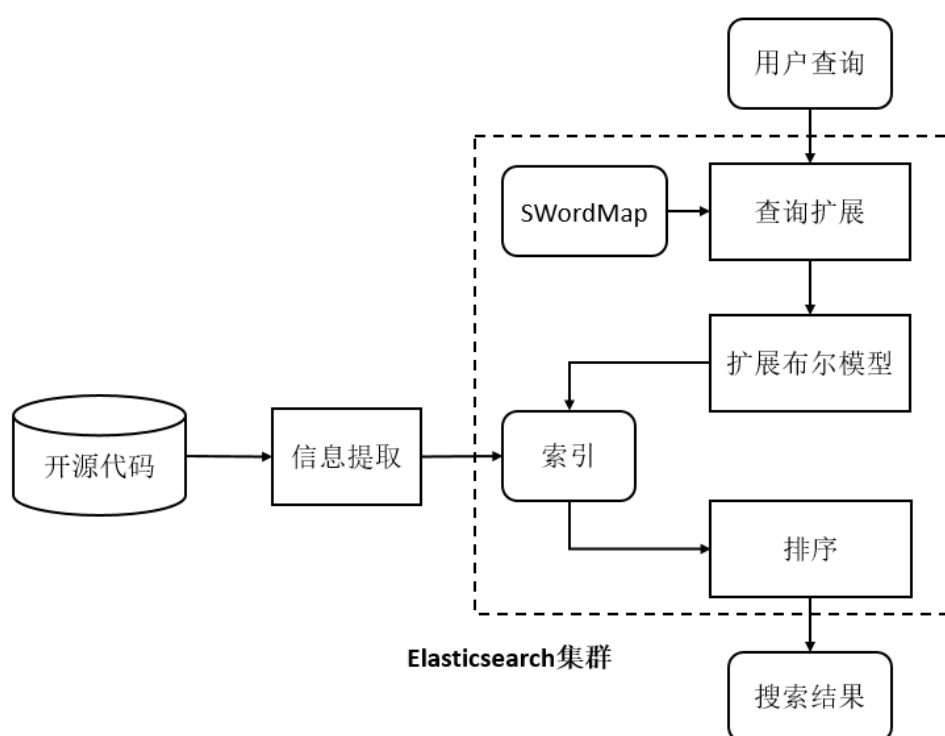 用户查询
SWordMap
查询扩展
扩展布尔模型
开源代码
信息提取
索引
排序
Elasticsearch集群
搜索结果